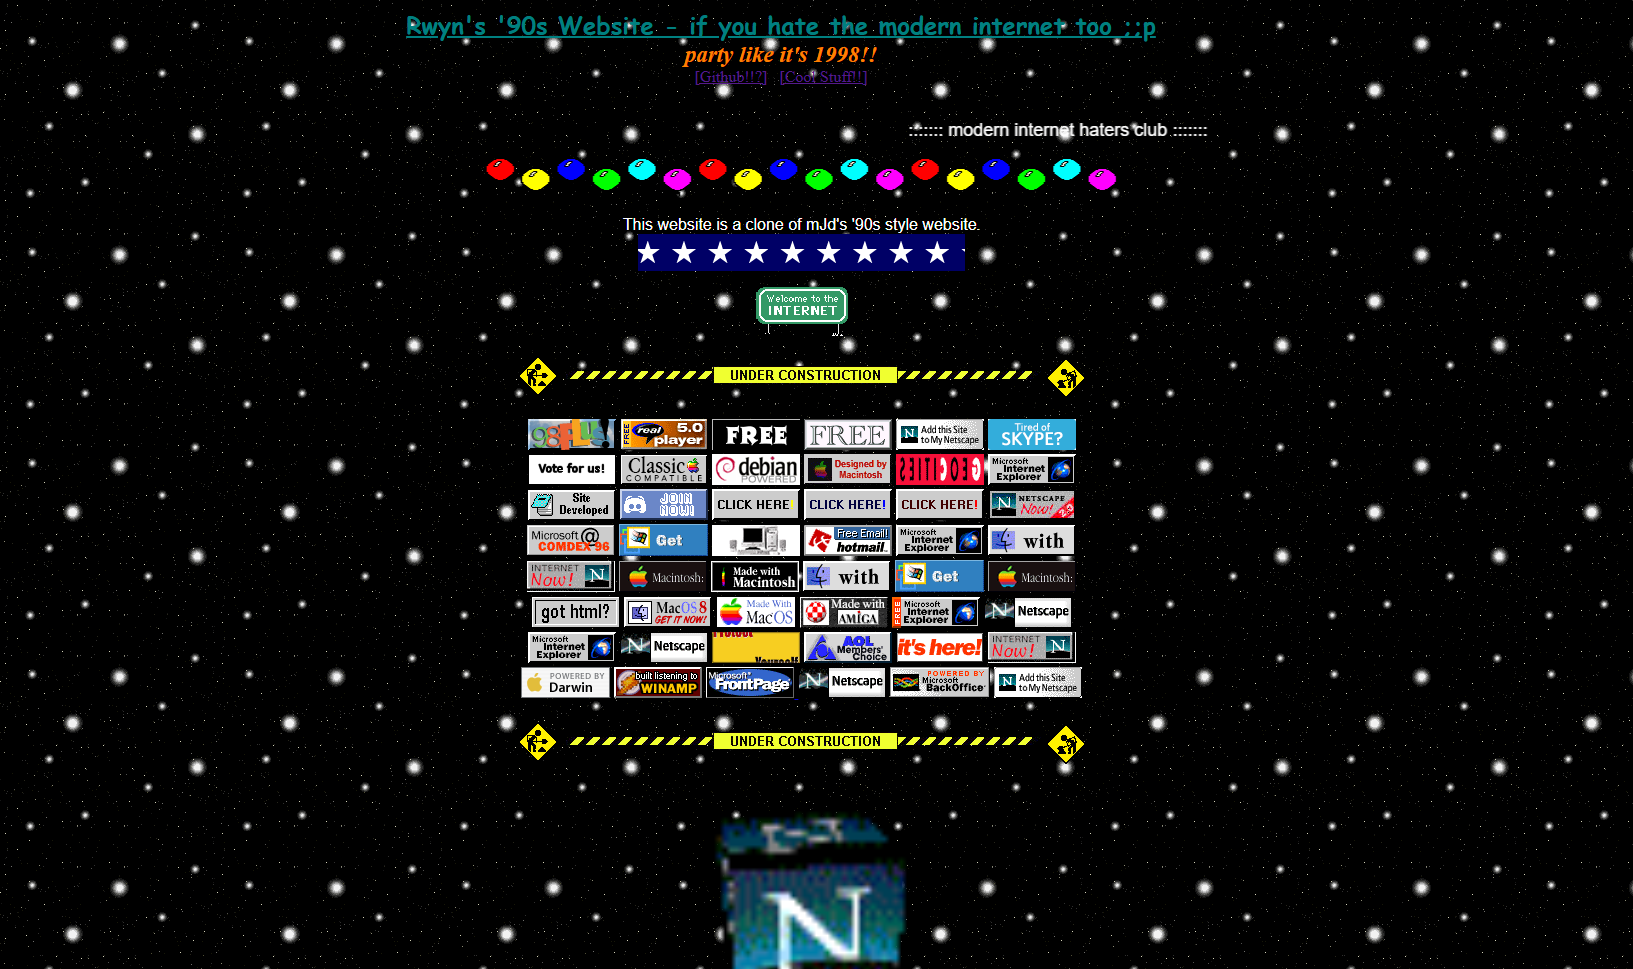 Rwyn's '90s Website - if you hate the modern internet too ;;p
party like it's 1998!!
[Github!!?] [Cool Stuff!!]
::::::: modern internet haters club :::::::
This website is a clone of mJd's '90s style website.
Welcome to the
INTERNET
UNDER CONSTRUCTION
98 PLUS!
FREE real 5.0 player
FREE
FREE
Add this Site to My Netscape
Tired of SKYPE?
Vote for us!
Classic COMPATIBLE
debian POWERED
Designed by Macintosh
GEOCITIES
Microsoft Internet Explorer
Site Developed
JOIN NOW!
CLICK HERE!
CLICK HERE!
CLICK HERE!
N NETSCAPE Now!
Microsoft @ COMDEX 96
Get
Free Email! hotmail
Microsoft Internet Explorer
with
INTERNET Now! N
Macintosh:
Made with Macintosh
with
Get
Macintosh:
got html?
MacOS 8 GET IT NOW!
Made With MacOS
Made with AMIGA
FREE Microsoft Internet Explorer
N Netscape
Microsoft Internet Explorer
N Netscape
Yourself
AOL Members' Choice
it's here!
INTERNET Now! N
POWERED BY Darwin
built listening to WINAMP
Microsoft FrontPage
N Netscape
POWERED BY Microsoft BackOffice
N Add this Site to My Netscape
UNDER CONSTRUCTION
N